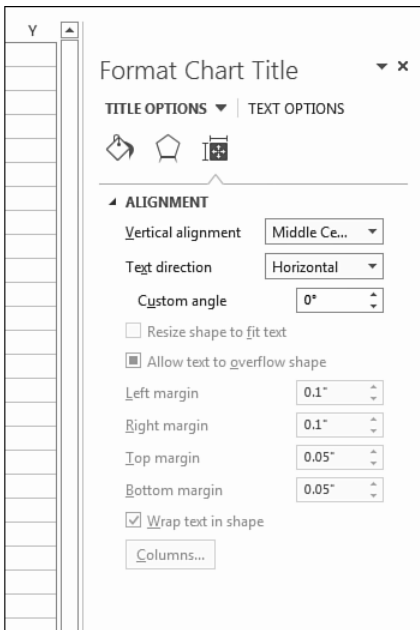 Y
Format Chart Title
TITLE OPTIONS TEXT OPTIONS
ALIGNMENT
Vertical alignment Middle Ce...
Text direction Horizontal
Custom angle 0°
Resize shape to fit text
Allow text to overflow shape
Left margin 0.1"
Right margin 0.1"
Top margin 0.05"
Bottom margin 0.05"
Wrap text in shape
Columns...